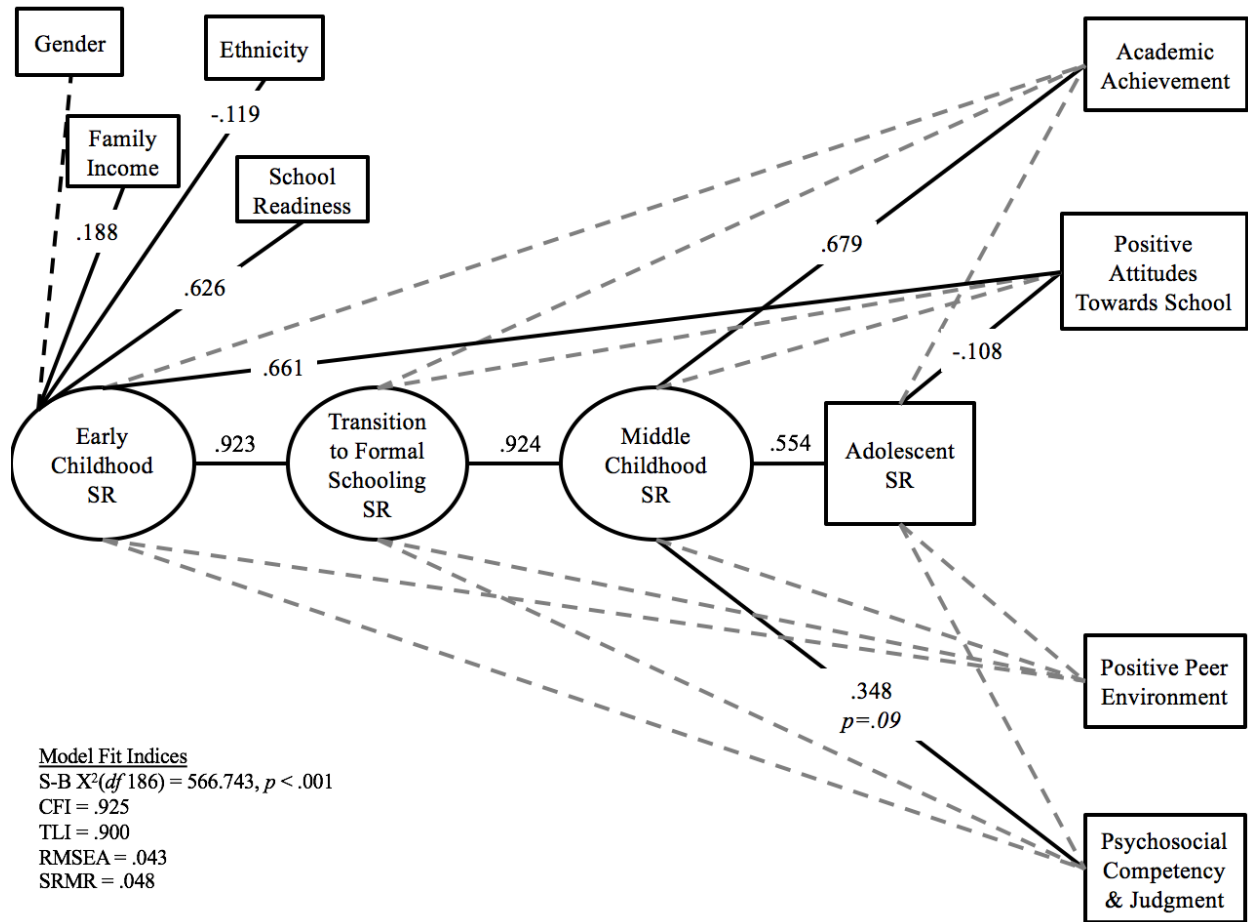 Gender
Ethnicity
Academic
Achievement
-.119
Family
Income
School
Readiness
.188
.679
Positive
Attitudes
Towards School
.626
-.108
.661
Early
Childhood
SR
.923
Transition
to Formal
Schooling
SR
.924
Middle
Childhood
SR
.554
Adolescent
SR
Positive Peer
Environment
.348
p=.09
Model Fit Indices
S-B X²(df 186) = 566.743, p < .001
CFI = .925
TLI = .900
RMSEA = .043
SRMR = .048
Psychosocial
Competency
& Judgment